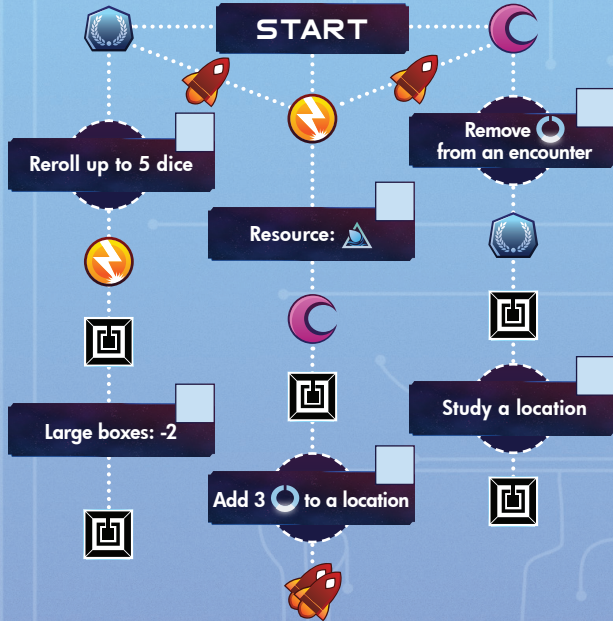 START
Reroll up to 5 dice
Remove
from an encounter
Resource:
Large boxes: -2
Study a location
Add 3 to a location